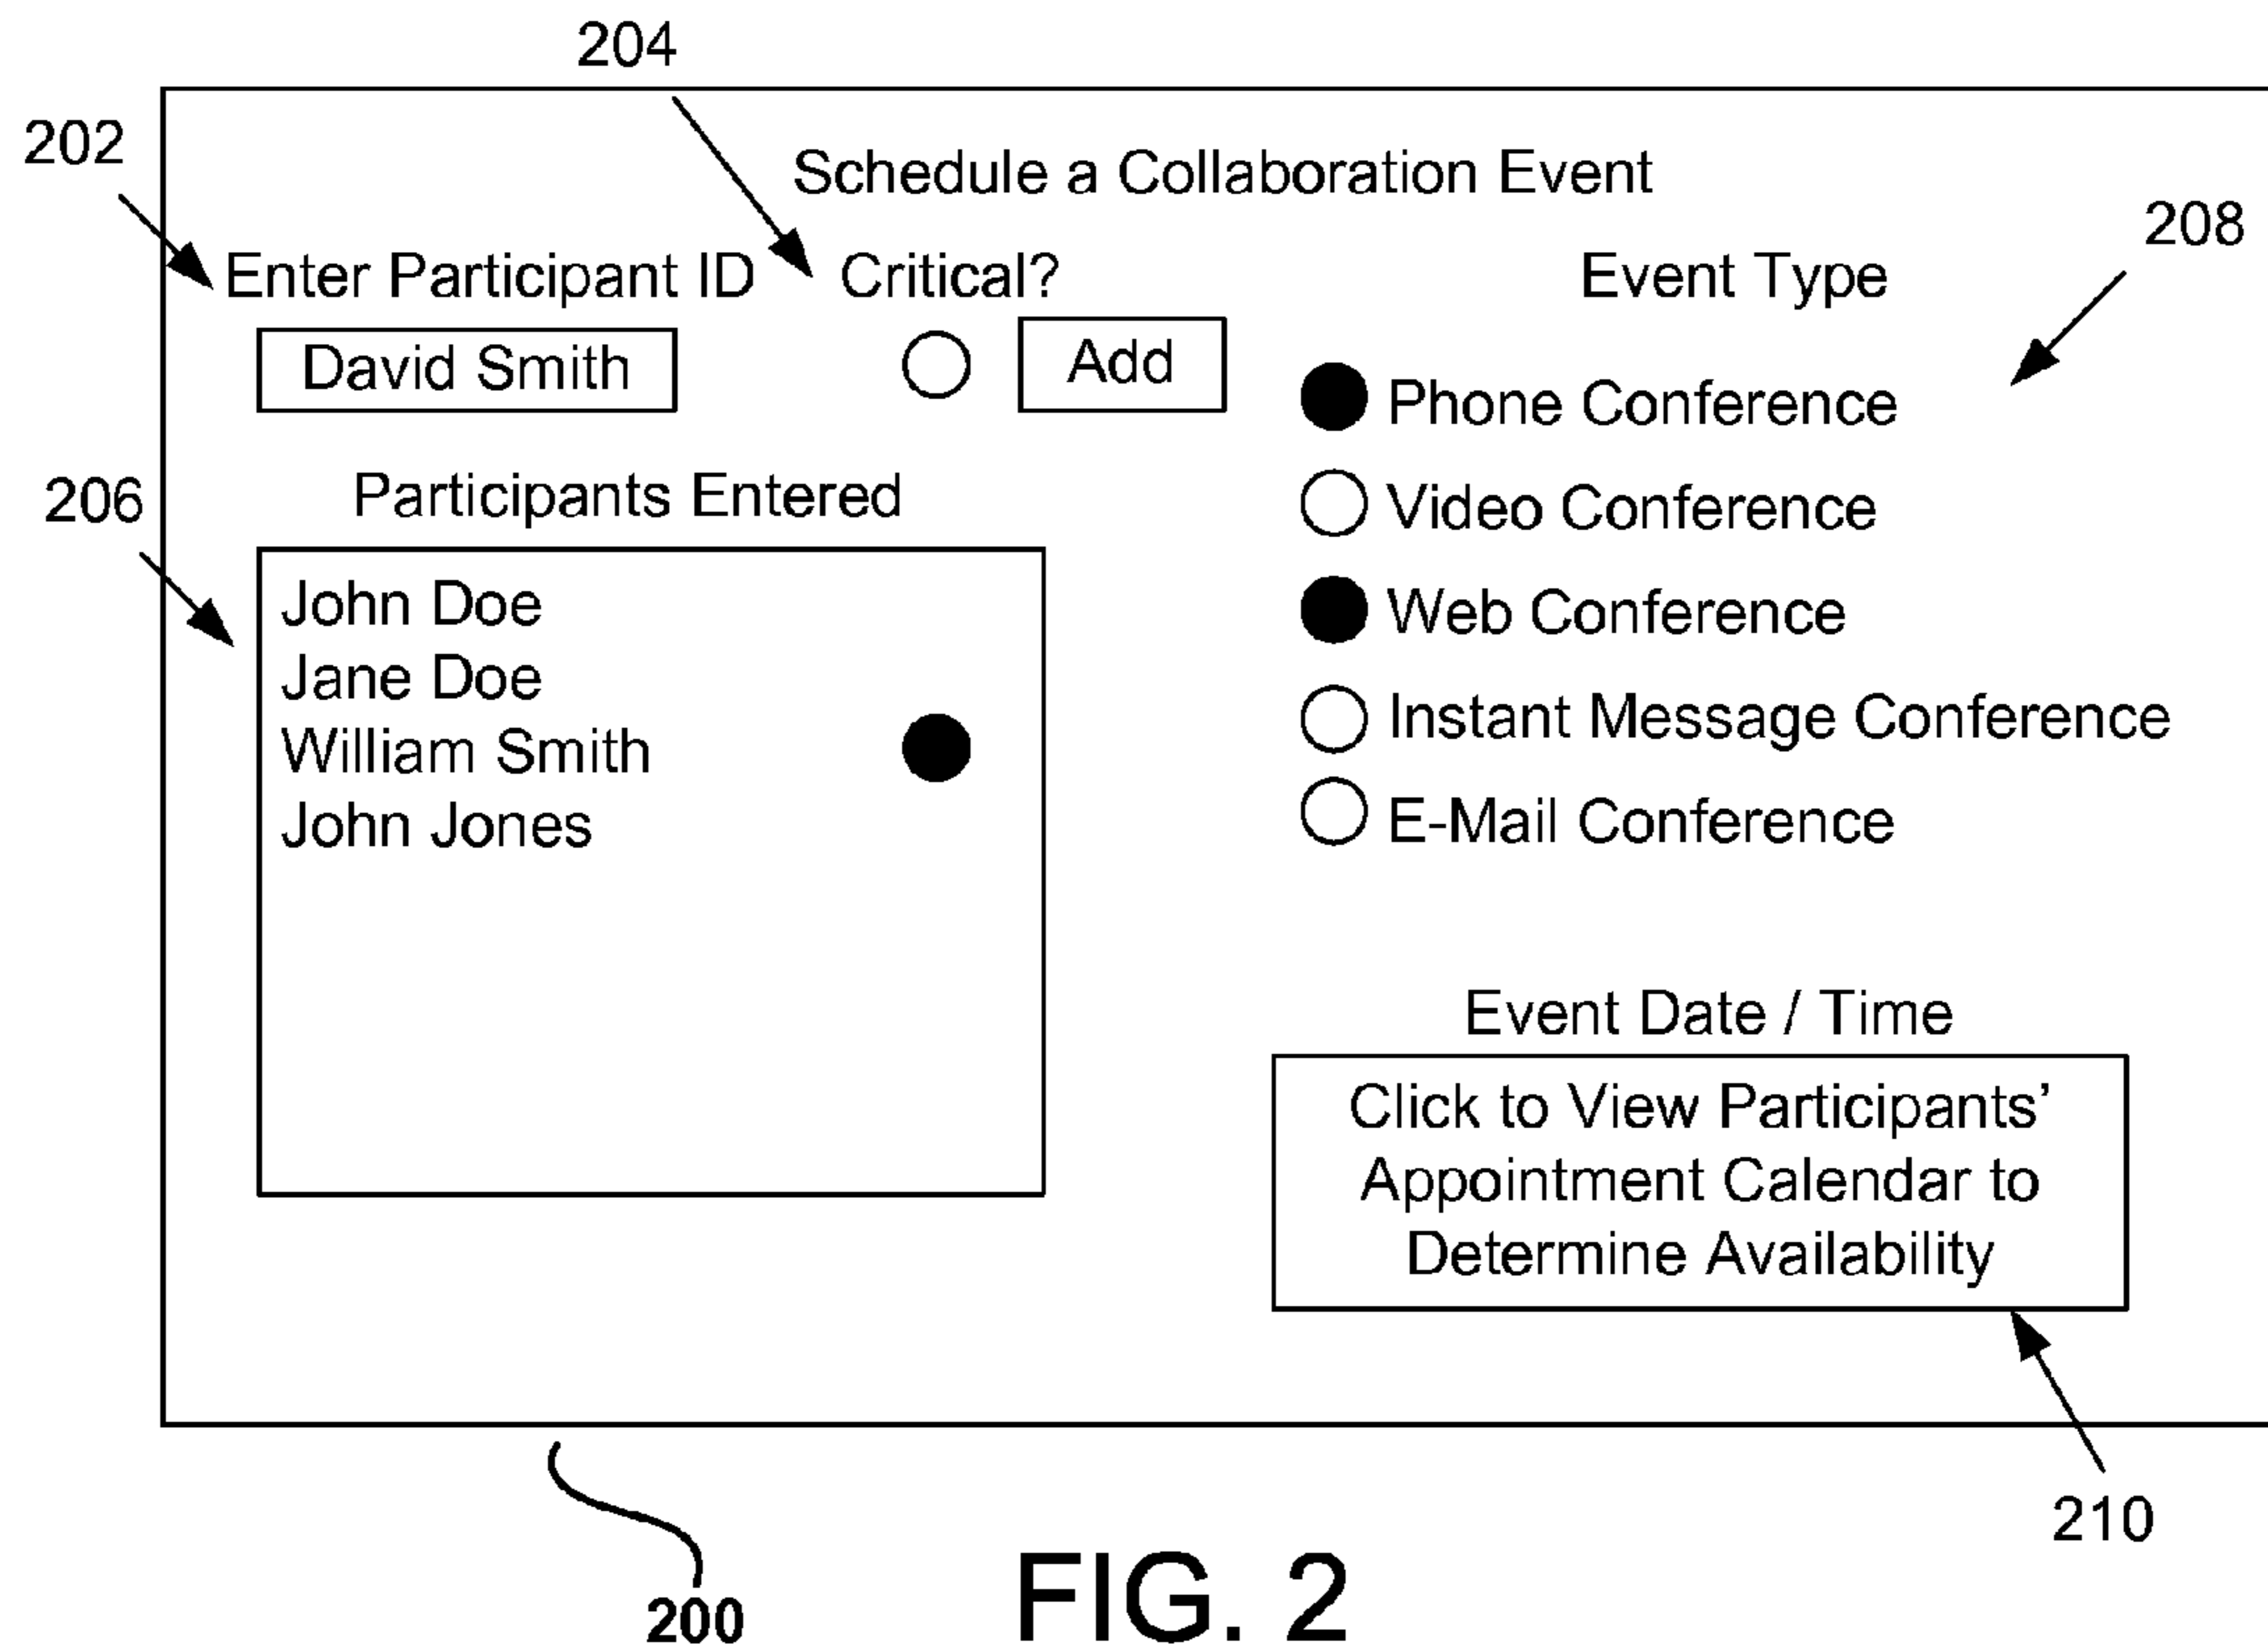 204
202
Schedule a Collaboration Event
208
Enter Participant ID Critical? Event Type
David Smith Add
Phone Conference
206
Participants Entered
Video Conference
John Doe
Jane Doe
William Smith
John Jones
Web Conference
Instant Message Conference
E-Mail Conference
Event Date / Time
Click to View Participants’
Appointment Calendar to
Determine Availability
210
200
FIG. 2